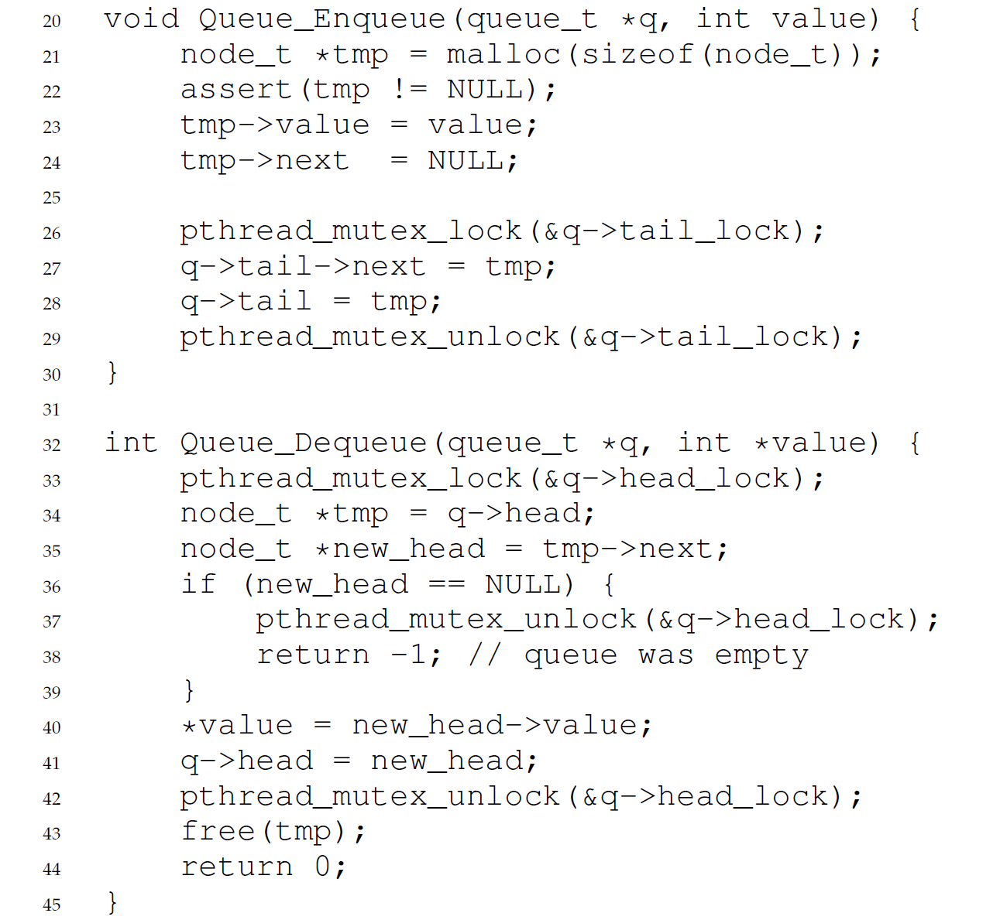 20 void Queue_Enqueue(queue_t *q, int value) {
21     node_t *tmp = malloc(sizeof(node_t));
22     assert(tmp != NULL);
23     tmp->value = value;
24     tmp->next  = NULL;
25
26     pthread_mutex_lock(&q->tail_lock);
27     q->tail->next = tmp;
28     q->tail = tmp;
29     pthread_mutex_unlock(&q->tail_lock);
30 }
31
32 int Queue_Dequeue(queue_t *q, int *value) {
33     pthread_mutex_lock(&q->head_lock);
34     node_t *tmp = q->head;
35     node_t *new_head = tmp->next;
36     if (new_head == NULL) {
37         pthread_mutex_unlock(&q->head_lock);
38         return -1; // queue was empty
39     }
40     *value = new_head->value;
41     q->head = new_head;
42     pthread_mutex_unlock(&q->head_lock);
43     free(tmp);
44     return 0;
45 }